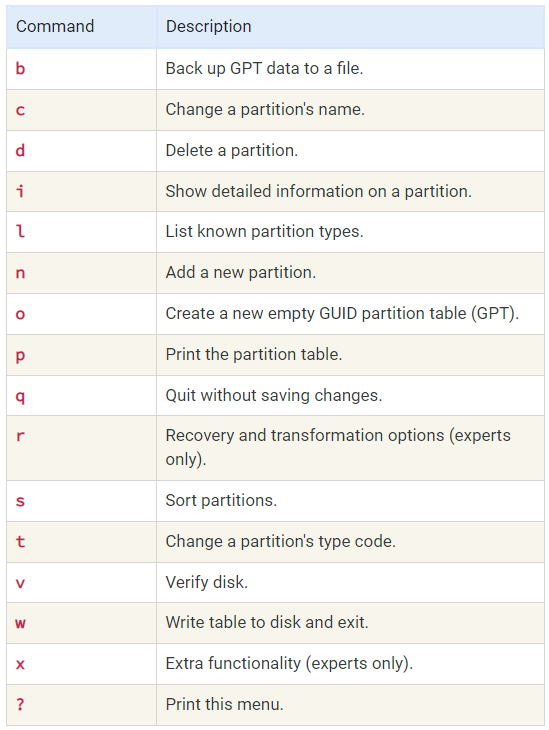 Command Description
b Back up GPT data to a file.
c Change a partition's name.
d Delete a partition.
i Show detailed information on a partition.
l List known partition types.
n Add a new partition.
o Create a new empty GUID partition table (GPT).
p Print the partition table.
q Quit without saving changes.
r Recovery and transformation options (experts
only).
s Sort partitions.
t Change a partition's type code.
v Verify disk.
w Write table to disk and exit.
x Extra functionality (experts only).
? Print this menu.